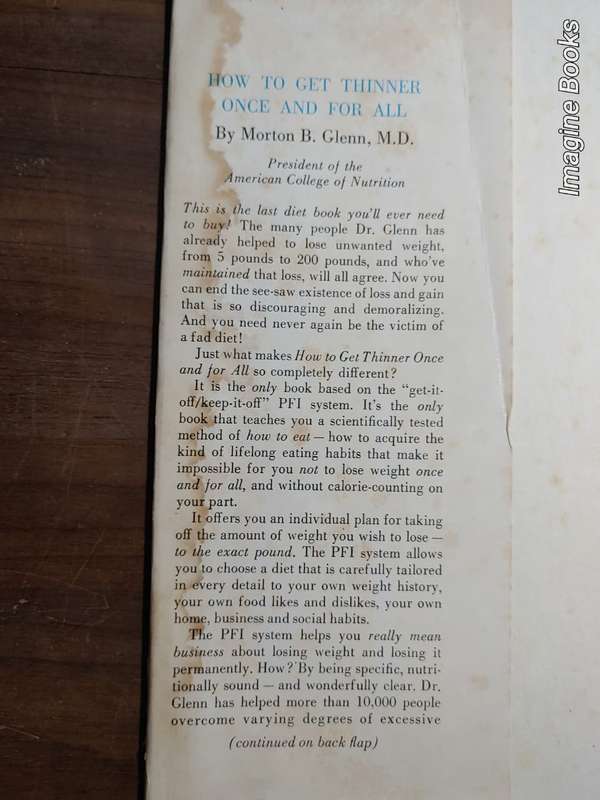 HOW TO GET THINNER
ONCE AND FOR ALL
By Morton B. Glenn, M.D.
President of the
American College of Nutrition
This is the last diet book you'll ever need
to buy! The many people Dr. Glenn has
already helped to lose unwanted weight,
from 5 pounds to 200 pounds, and who've
maintained that loss, will all agree. Now you
can end the see-saw existence of loss and gain
that is so discouraging and demoralizing.
And you need never again be the victim of
a fad diet!
Just what makes How to Get Thinner Once
and for All so completely different?
It is the only book based on the “get-it-
off/keep-it-off” PFI system. It's the only
book that teaches you a scientifically tested
method of how to eat — how to acquire the
kind of lifelong eating habits that make it
impossible for you not to lose weight once
and for all, and without calorie-counting on
your part.
It offers you an individual plan for taking
off the amount of weight you wish to lose —
to the exact pound. The PFI system allows
you to choose a diet that is carefully tailored
in every detail to your own weight history,
your own food likes and dislikes, your own
home, business and social habits.
The PFI system helps you really mean
business about losing weight and losing it
permanently. How? By being specific, nutri-
tionally sound — and wonderfully clear. Dr.
Glenn has helped more than 10,000 people
overcome varying degrees of excessive
(continued on back flap)
Imagine Books